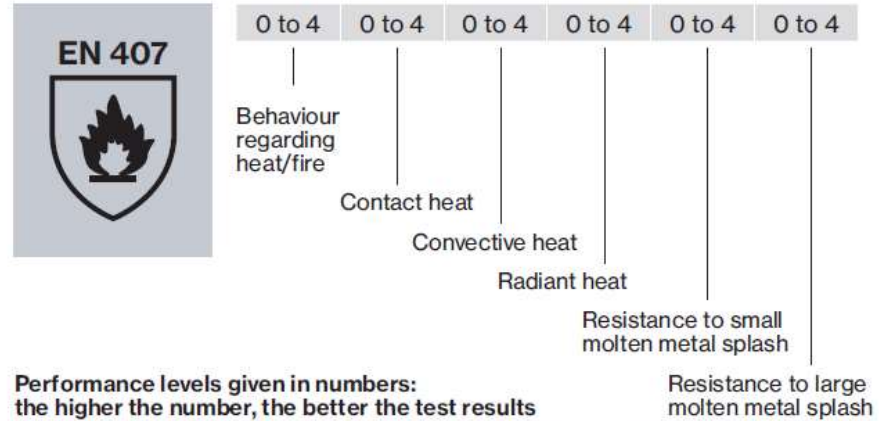 EN 407
0 to 4 0 to 4 0 to 4 0 to 4 0 to 4 0 to 4
Behaviour
regarding
heat/fire
Contact heat
Convective heat
Radiant heat
Resistance to small
molten metal splash
Resistance to large
molten metal splash
Performance levels given in numbers:
the higher the number, the better the test results